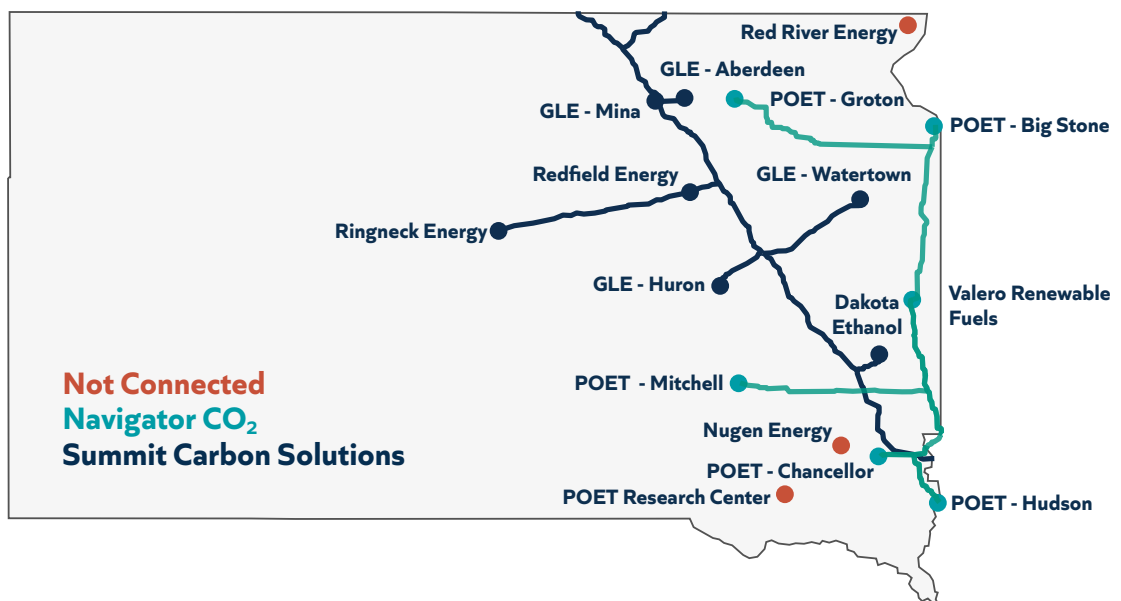 Red River Energy
GLE - Aberdeen
POET - Groton
GLE - Mina
POET - Big Stone
Redfield Energy
GLE - Watertown
Ringneck Energy
GLE - Huron
Dakota
Ethanol
Valero Renewable
Fuels
Not Connected
Navigator CO₂
Summit Carbon Solutions
POET - Mitchell
Nugen Energy
POET - Chancellor
POET Research Center
POET - Hudson